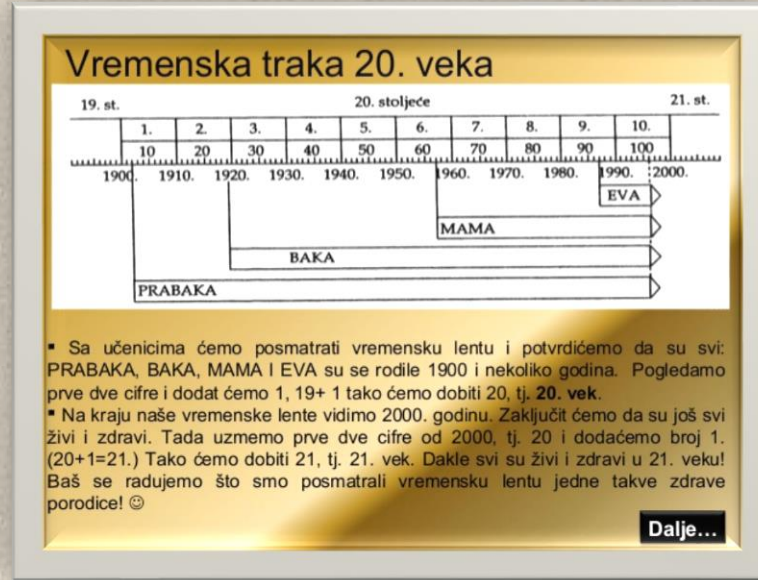 Vremenska traka 20. veka
19. st. 20. stoljeće 21. st.
1. 2. 3. 4. 5. 6. 7. 8. 9. 10.
10 20 30 40 50 60 70 80 90 100
1900. 1910. 1920. 1930. 1940. 1950. 1960. 1970. 1980. 1990. 2000.
EVA
MAMA
BAKA
PRABAKA
▪ Sa učenicima ćemo posmatrati vremensku lentu i potvrdićemo da su svi:
PRABAKA, BAKA, MAMA I EVA su se rodile 1900 i nekoliko godina. Pogledamo
prve dve cifre i dodat ćemo 1, 19+ 1 tako ćemo dobiti 20, tj. 20. vek.
▪ Na kraju naše vremenske lente vidimo 2000. godinu. Zaključit ćemo da su još svi
živi i zdravi. Tada uzmemo prve dve cifre od 2000, tj. 20 i dodaćemo broj 1.
(20+1=21.) Tako ćemo dobiti 21, tj. 21. vek. Dakle svi su živi i zdravi u 21. veku!
Baš se radujemo što smo posmatrali vremensku lentu jedne takve zdrave
porodice! ☺
Dalje...